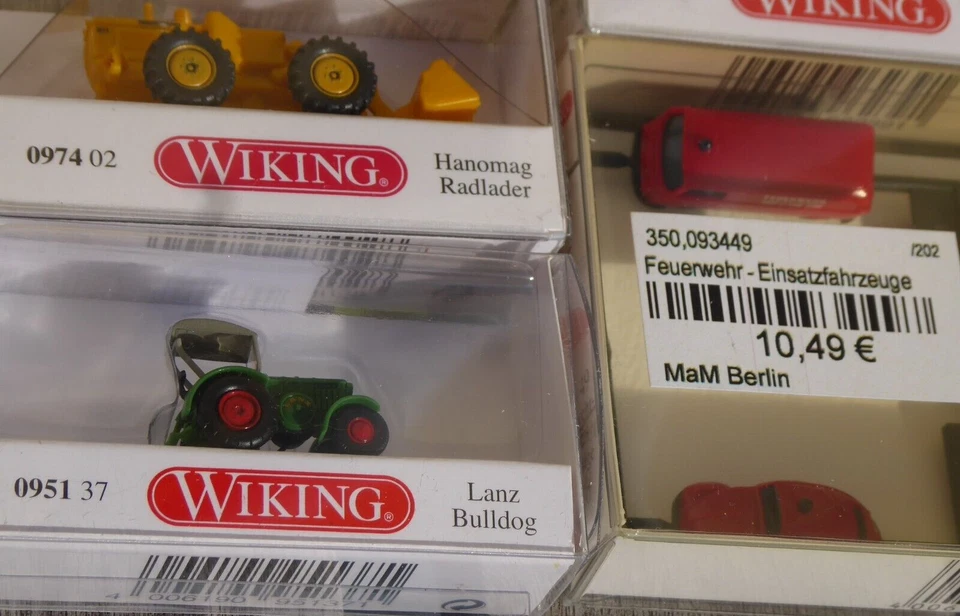 WIKING®
0974 02
WIKING®
Hanomag
Radlader
350,093449
/202
Feuerwehr - Einsatzfahrzeuge
10,49 €
MaM Berlin
0951 37
WIKING®
Lanz
Bulldog